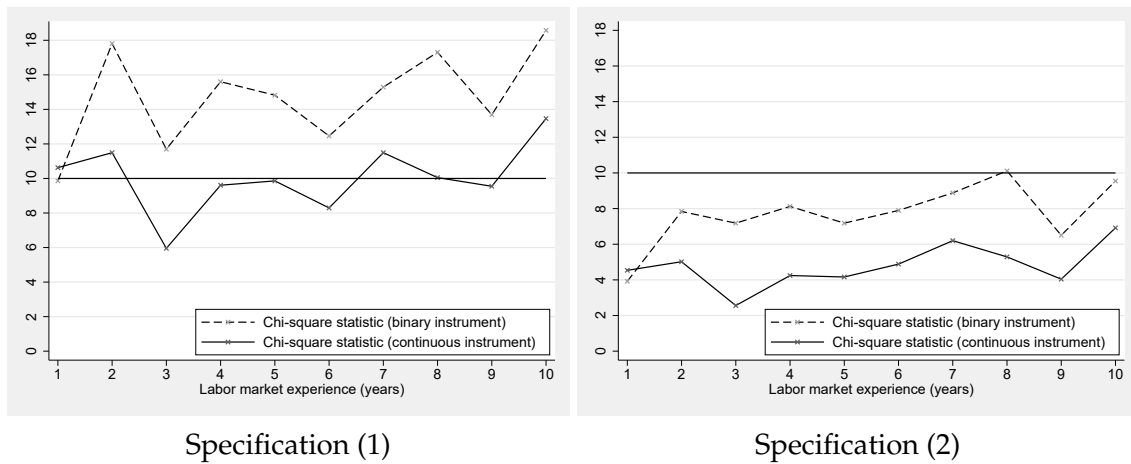 18
16
14
12
10
8
6
4
2
0
Chi-square statistic (binary instrument)
Chi-square statistic (continuous instrument)
1 2 3 4 5 6 7 8 9 10
Labor market experience (years)
Specification (1)
18
16
14
12
10
8
6
4
2
0
Chi-square statistic (binary instrument)
Chi-square statistic (continuous instrument)
1 2 3 4 5 6 7 8 9 10
Labor market experience (years)
Specification (2)